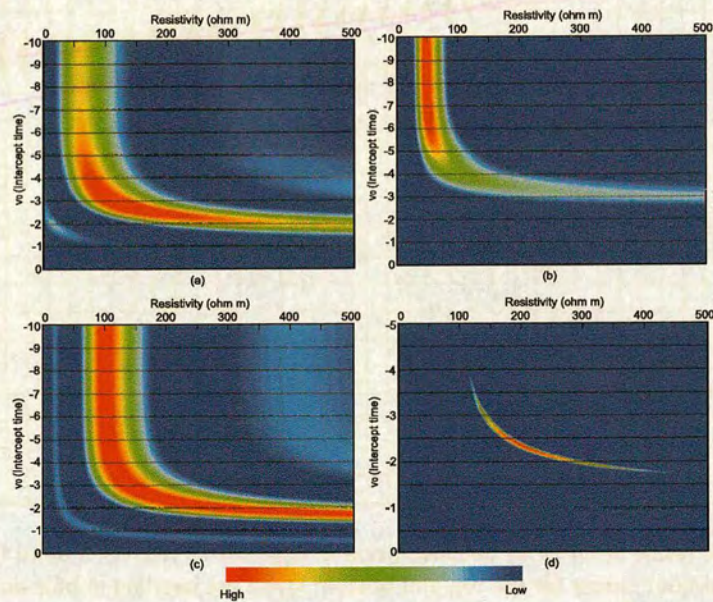 Resistivity (ohm m)
0 100 200 300 400 500
-10
-9
-8
-7
-6
-5
-4
-3
-2
-1
0
v₀ (Intercept time)
(a)
Resistivity (ohm m)
0 100 200 300 400 500
-10
-9
-8
-7
-6
-5
-4
-3
-2
-1
0
v₀ (Intercept time)
(b)
Resistivity (ohm m)
0 100 200 300 400 500
-10
-9
-8
-7
-6
-5
-4
-3
-2
-1
0
v₀ (Intercept time)
(c)
Resistivity (ohm m)
0 100 200 300 400 500
-5
-4
-3
-2
-1
0
v₀ (Intercept time)
(d)
High
Low